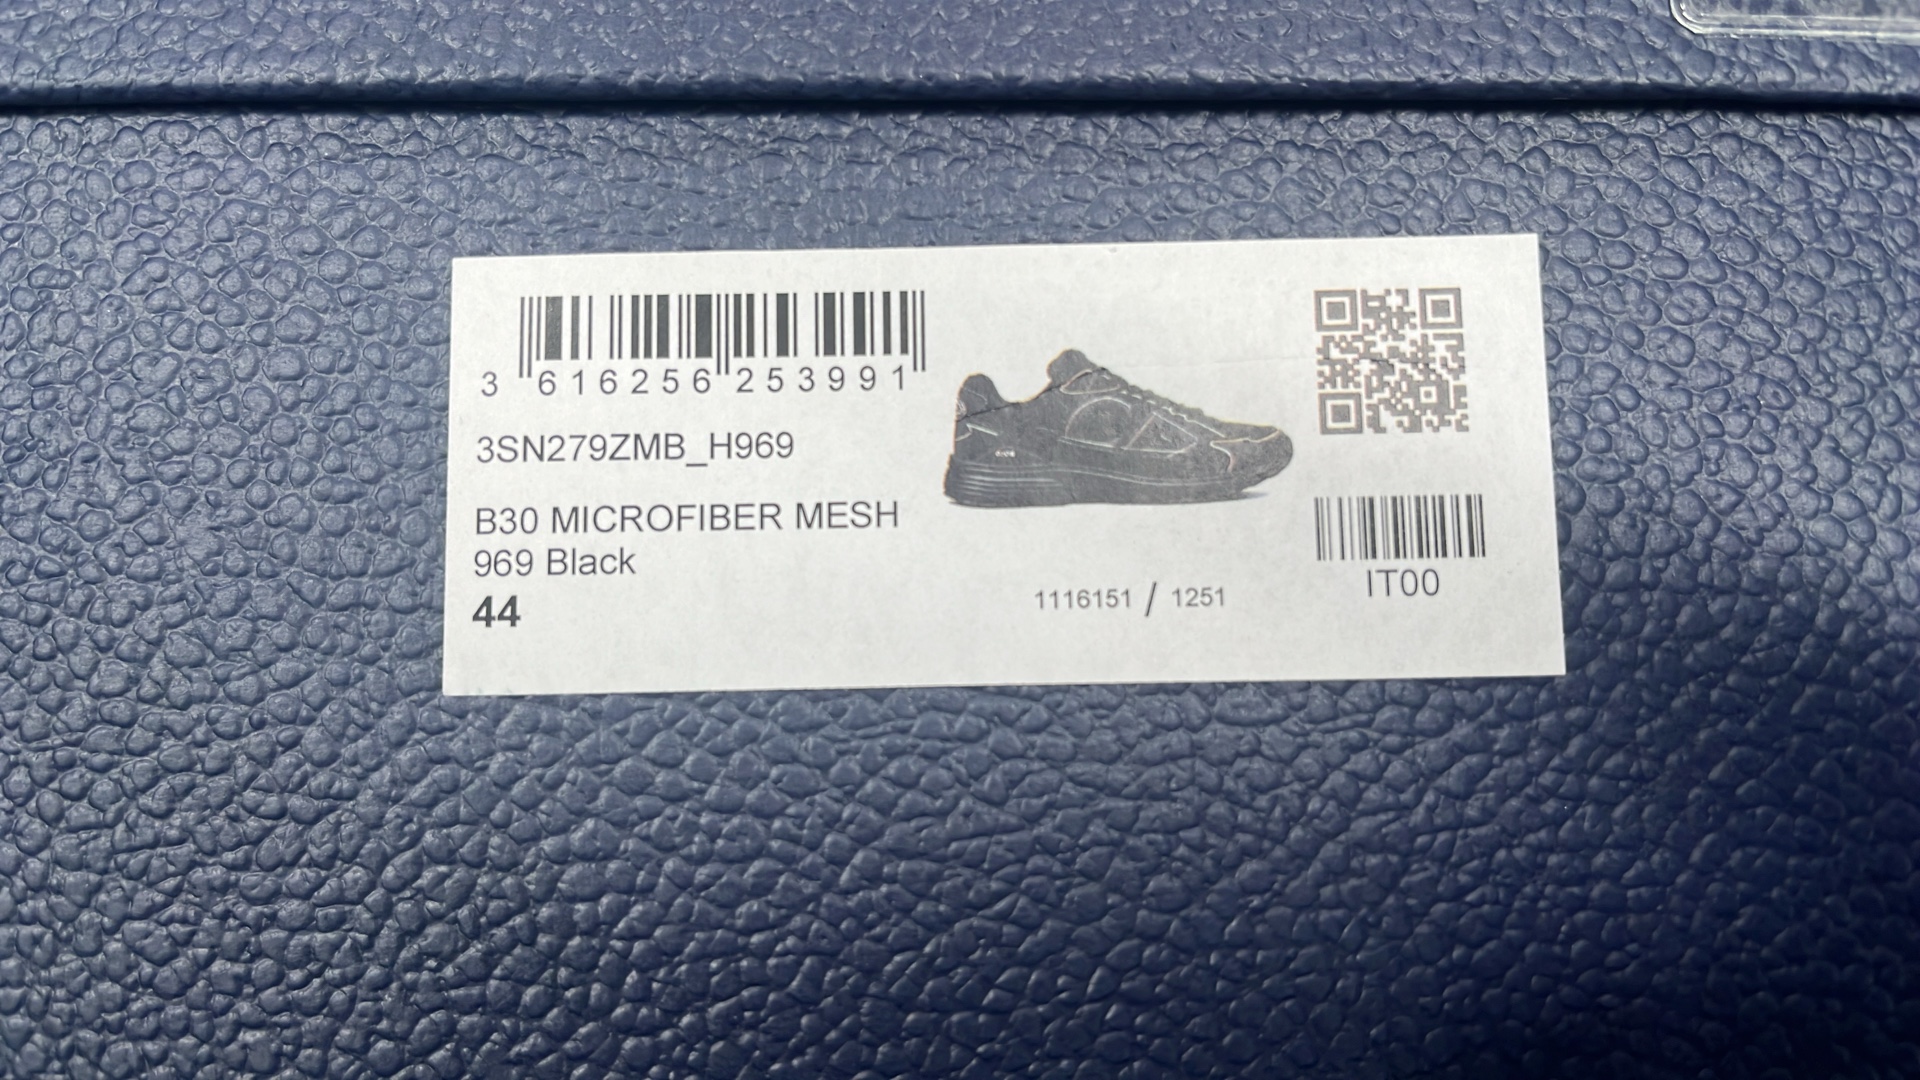 3 616256 253991
3SN279ZMB_H969
B30 MICROFIBER MESH
969 Black
44
1116151 / 1251
IT00